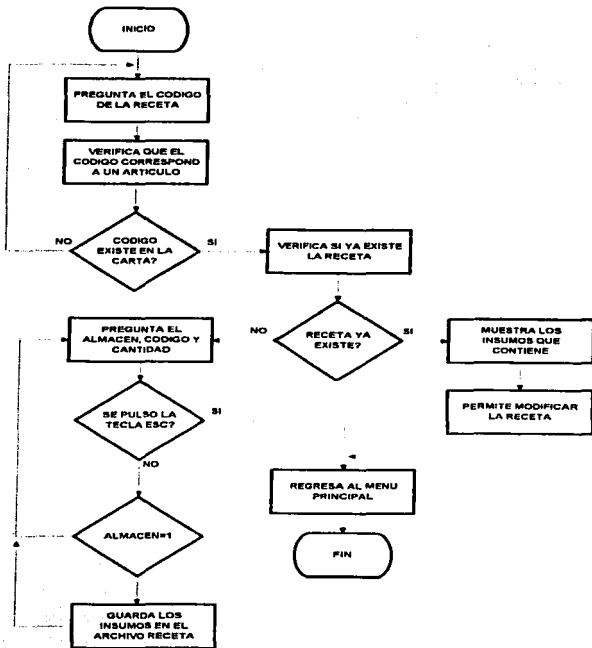 INICIO
PREGUNTA EL CODIGO
DE LA RECETA
VERIFICA QUE EL
CODIGO CORRESPOND
A UN ARTICULO
NO
CODIGO
EXISTE EN LA
CARTA?
SI
VERIFICA SI YA EXISTE
LA RECETA
PREGUNTA EL
ALMACEN, CODIGO Y
CANTIDAD
NO
RECETA YA
EXISTE?
SI
MUESTRA LOS
INSUMOS QUE
CONTIENE
PERMITE MODIFICAR
LA RECETA
SE PULSO LA
TECLA ESC?
SI
NO
REGRESA AL MENU
PRINCIPAL
ALMACEN=1
FIN
GUARDA LOS
INSUMOS EN EL
ARCHIVO RECETA